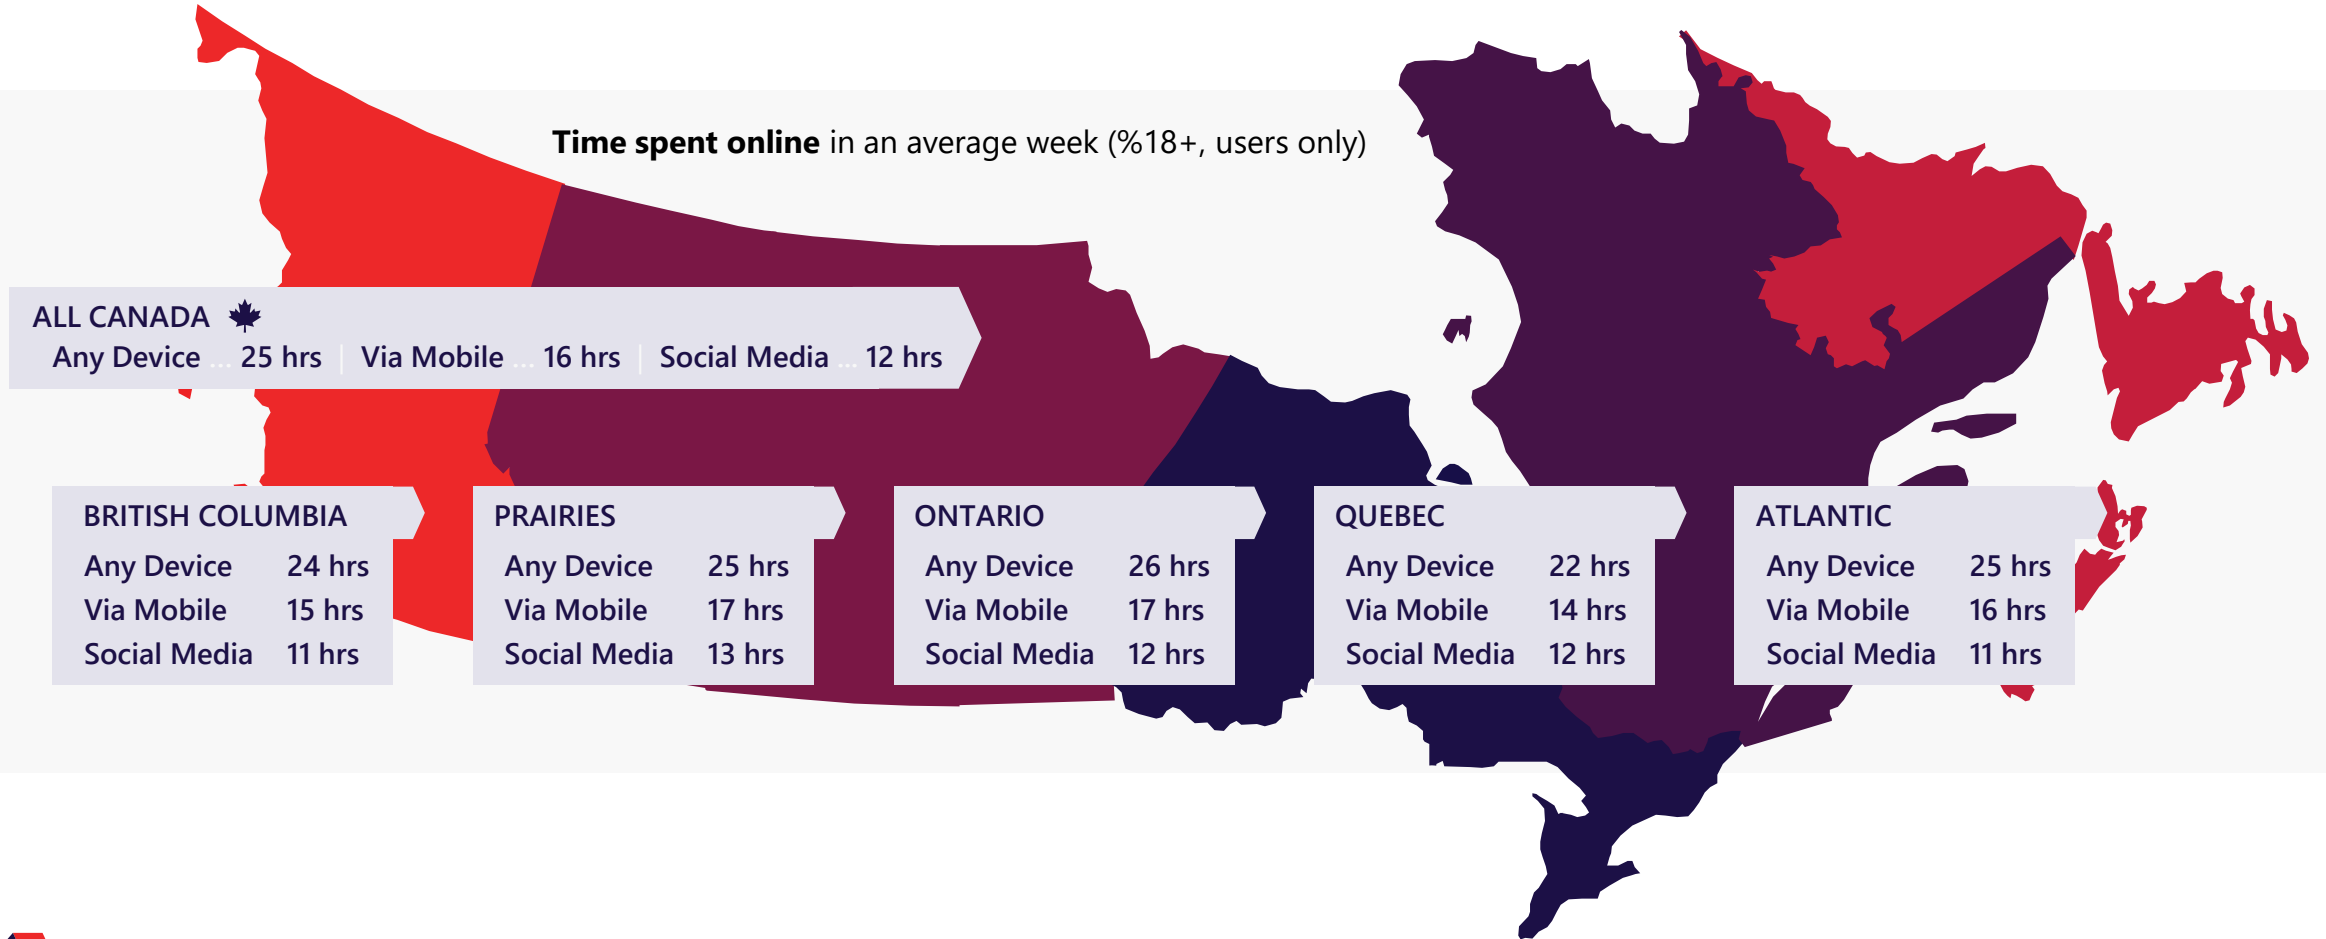 Time spent online in an average week (%18+, users only)
ALL CANADA
Any Device ... 25 hrs | Via Mobile ... 16 hrs | Social Media ... 12 hrs
BRITISH COLUMBIA
Any Device 24 hrs
Via Mobile 15 hrs
Social Media 11 hrs
PRAIRIES
Any Device 25 hrs
Via Mobile 17 hrs
Social Media 13 hrs
ONTARIO
Any Device 26 hrs
Via Mobile 17 hrs
Social Media 12 hrs
QUEBEC
Any Device 22 hrs
Via Mobile 14 hrs
Social Media 12 hrs
ATLANTIC
Any Device 25 hrs
Via Mobile 16 hrs
Social Media 11 hrs